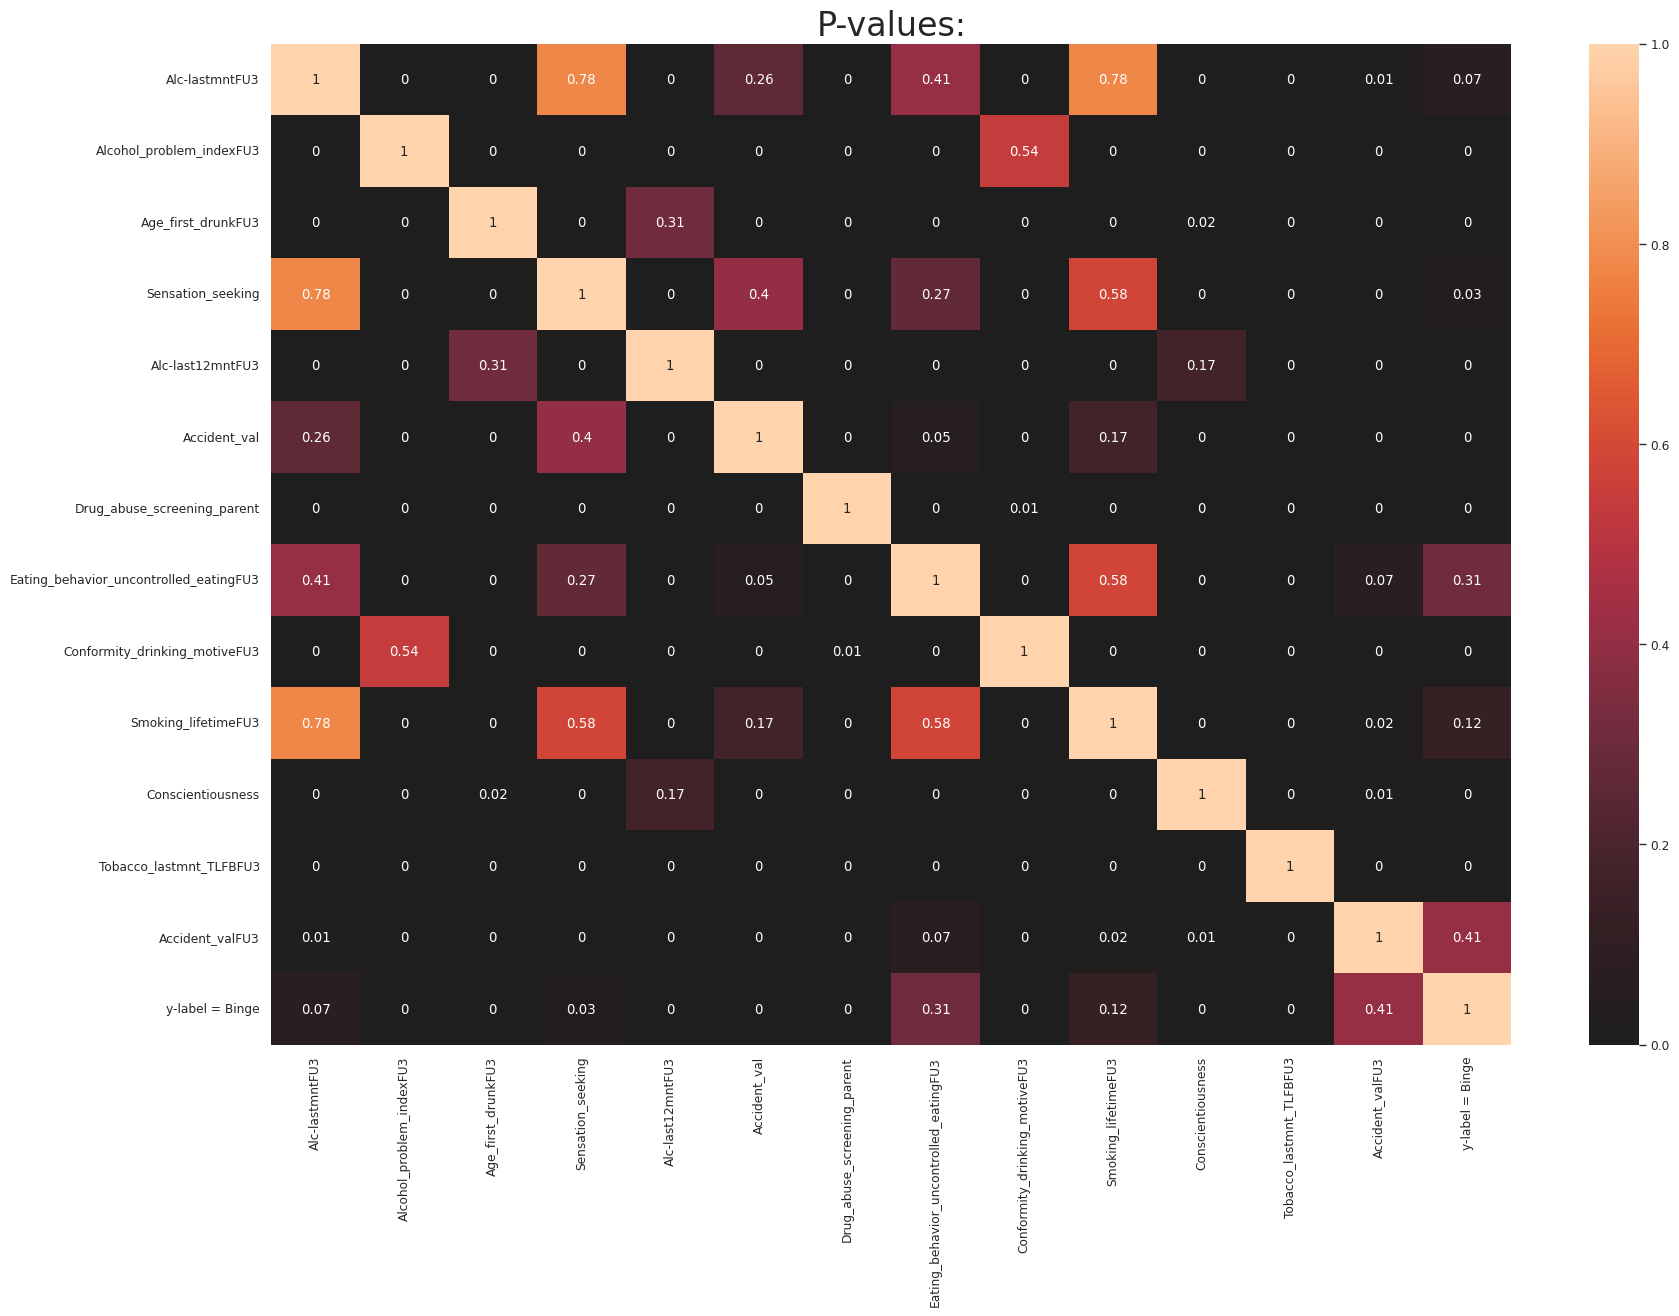 P-values:
Alc-lastmntFU3 1 0 0 0.78 0 0.26 0 0.41 0 0.78 0 0 0.01 0.07
Alcohol_problem_indexFU3 0 1 0 0 0 0 0 0 0.54 0 0 0 0 0
Age_first_drunkFU3 0 0 1 0 0.31 0 0 0 0 0 0.02 0 0 0
Sensation_seeking 0.78 0 0 1 0 0.4 0 0.27 0 0.58 0 0 0 0.03
Alc-last12mntFU3 0 0 0.31 0 1 0 0 0 0 0 0.17 0 0 0
Accident_val 0.26 0 0 0.4 0 1 0 0.05 0 0.17 0 0 0 0
Drug_abuse_screening_parent 0 0 0 0 0 0 1 0 0.01 0 0 0 0 0
Eating_behavior_uncontrolled_eatingFU3 0.41 0 0 0.27 0 0.05 0 1 0 0.58 0 0 0.07 0.31
Conformity_drinking_motiveFU3 0 0.54 0 0 0 0 0.01 0 1 0 0 0 0 0
Smoking_lifetimeFU3 0.78 0 0 0.58 0 0.17 0 0.58 0 1 0 0 0.02 0.12
Conscientiousness 0 0 0.02 0 0.17 0 0 0 0 0 1 0 0.01 0
Tobacco_lastmnt_TLFBFU3 0 0 0 0 0 0 0 0 0 0 0 1 0 0
Accident_valFU3 0.01 0 0 0 0 0 0 0.07 0 0.02 0.01 0 1 0.41
y-label = Binge 0.07 0 0 0.03 0 0 0 0.31 0 0.12 0 0 0.41 1
Alc-lastmntFU3
Alcohol_problem_indexFU3
Age_first_drunkFU3
Sensation_seeking
Alc-last12mntFU3
Accident_val
Drug_abuse_screening_parent
Eating_behavior_uncontrolled_eatingFU3
Conformity_drinking_motiveFU3
Smoking_lifetimeFU3
Conscientiousness
Tobacco_lastmnt_TLFBFU3
Accident_valFU3
y-label = Binge
1.0
0.8
0.6
0.4
0.2
0.0